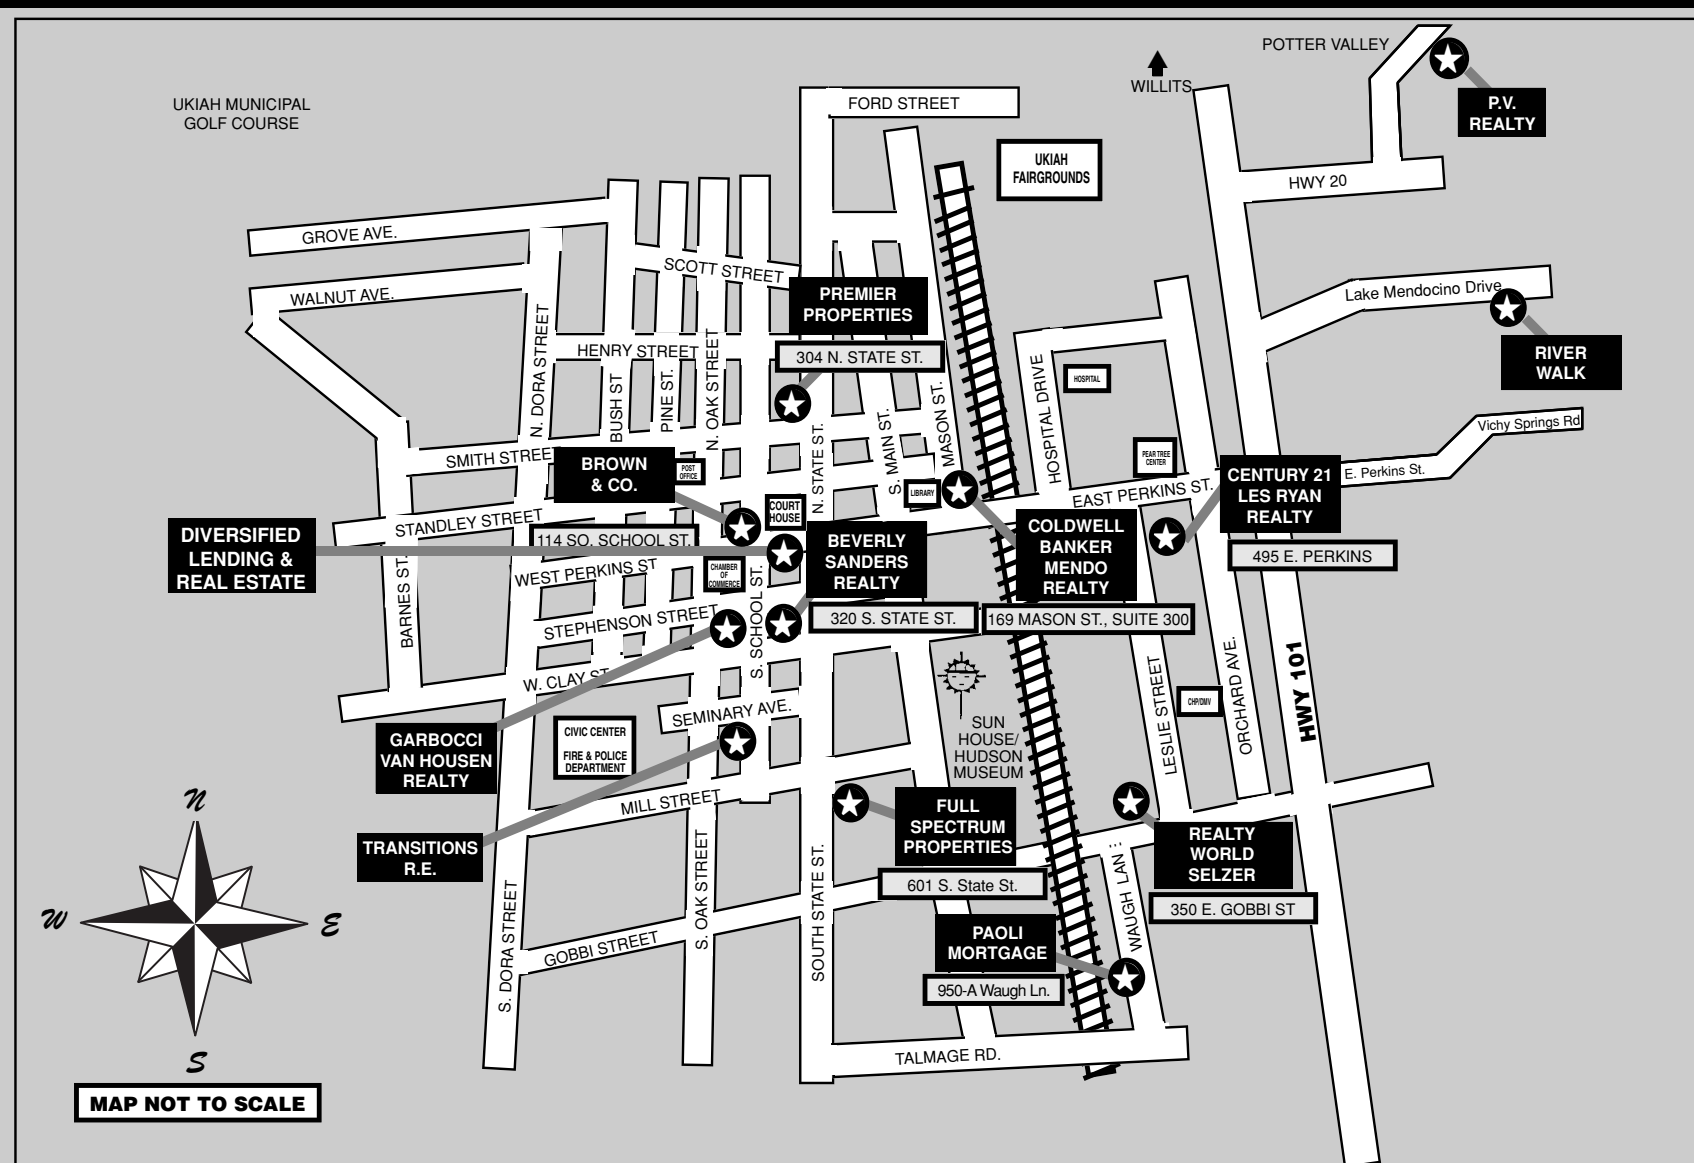 POTTER VALLEY
WILLITS
P.V.
REALTY
UKIAH MUNICIPAL
GOLF COURSE
FORD STREET
UKIAH
FAIRGROUNDS
HWY 20
GROVE AVE.
SCOTT STREET
WALNUT AVE.
PREMIER
PROPERTIES
304 N. STATE ST.
Lake Mendocino Drive
RIVER
WALK
N. DORA STREET
HENRY STREET
BUSH ST
PINE ST.
N. OAK STREET
HOSPITAL DRIVE
HOSPITAL
MASON ST.
S. MAIN ST.
N. STATE ST.
Vichy Springs Rd
E. Perkins St.
PEAR TREE
CENTER
SMITH STREE
BROWN
& CO.
POST
OFFICE
CENTURY 21
LES RYAN
REALTY
495 E. PERKINS
EAST PERKINS ST.
LIBRARY
COURT
HOUSE
STANDLEY STREET
114 SO. SCHOOL ST.
DIVERSIFIED
LENDING &
REAL ESTATE
BEVERLY
SANDERS
REALTY
320 S. STATE ST.
COLDWELL
BANKER
MENDO
REALTY
169 MASON ST., SUITE 300
WEST PERKINS ST
CHAMBER
OF
COMMERCE
BARNES ST.
STEPHENSON STREET
S. SCHOOL ST.
W. CLAY ST
SEMINARY AVE.
CIVIC CENTER
FIRE & POLICE
DEPARTMENT
GARBOCCI
VAN HOUSEN
REALTY
SUN
HOUSE/
HUDSON
MUSEUM
LESLIE STREET
CHP/DMV
ORCHARD AVE.
HWY 101
MILL STREET
TRANSITIONS
R.E.
FULL
SPECTRUM
PROPERTIES
601 S. State St.
REALTY
WORLD
SELZER
350 E. GOBBI ST
WAUGH LANE
S. OAK STREET
SOUTH STATE ST.
S. DORA STREET
GOBBI STREET
PAOLI
MORTGAGE
950-A Waugh Ln.
TALMAGE RD.
N
W
E
S
MAP NOT TO SCALE